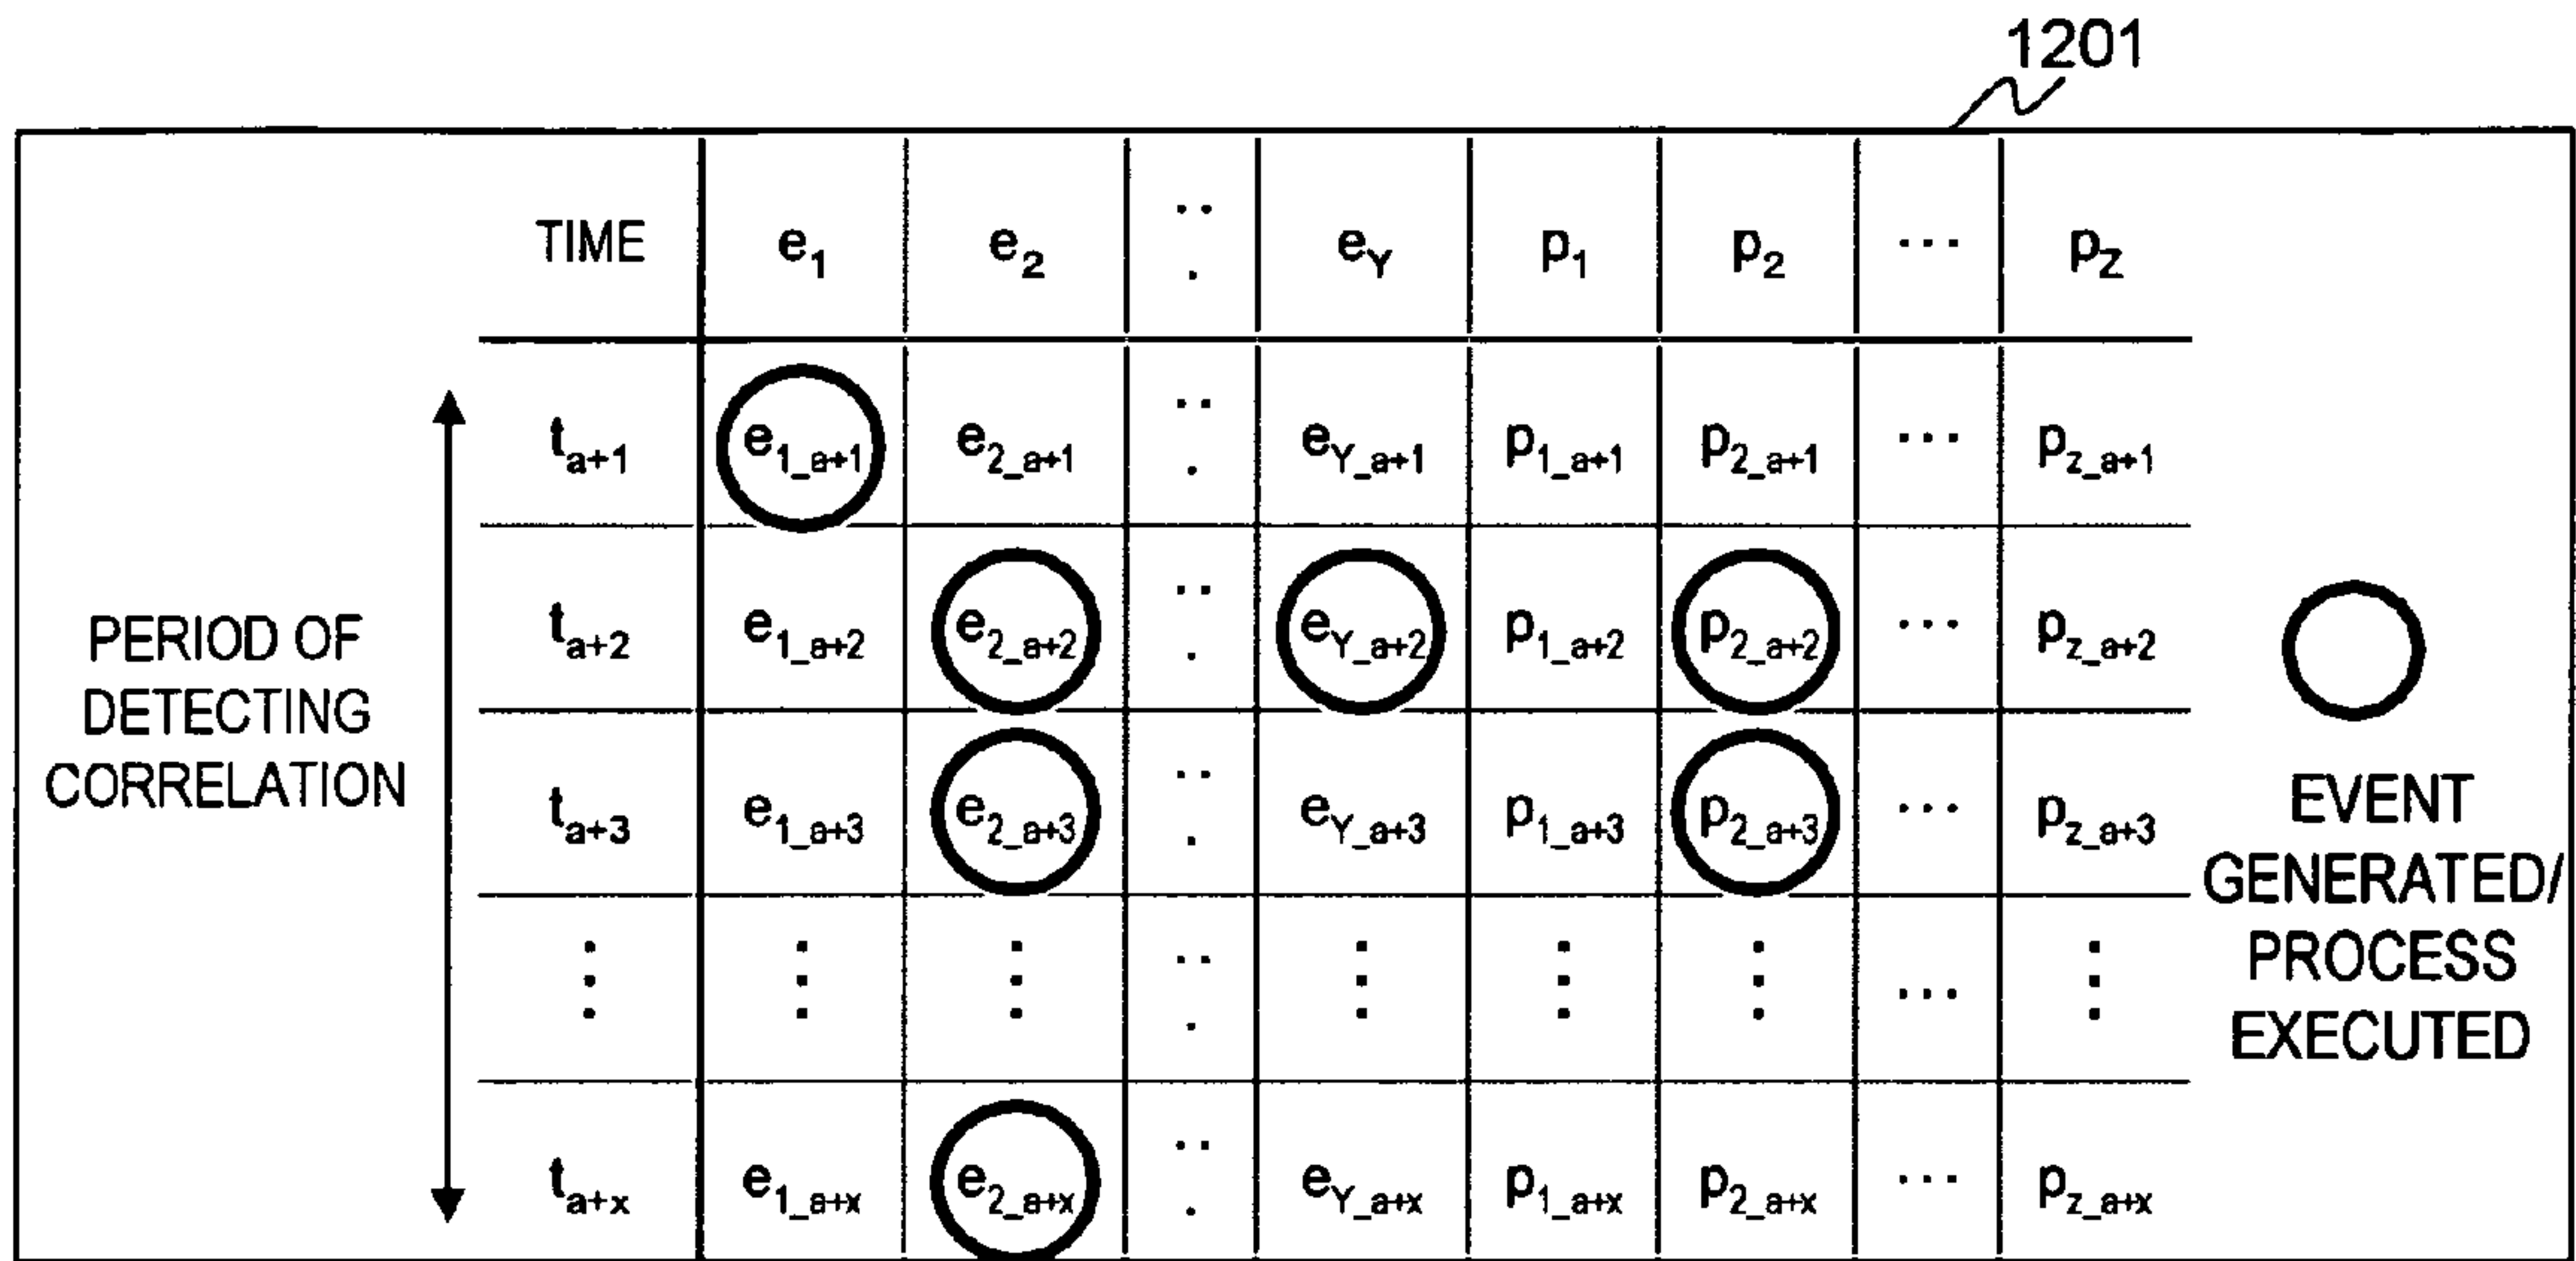 1201
TIME e1 e2 ... eY p1 p2 ... pZ
ta+1 e1_a+1 e2_a+1 ... eY_a+1 p1_a+1 p2_a+1 ... pz_a+1
ta+2 e1_a+2 e2_a+2 ... eY_a+2 p1_a+2 p2_a+2 ... pz_a+2
ta+3 e1_a+3 e2_a+3 ... eY_a+3 p1_a+3 p2_a+3 ... pz_a+3
⋮ ⋮ ⋮ ... ⋮ ⋮ ⋮ ... ⋮
ta+x e1_a+x e2_a+x ... eY_a+x p1_a+x p2_a+x ... pz_a+x
PERIOD OF
DETECTING
CORRELATION
EVENT
GENERATED/
PROCESS
EXECUTED